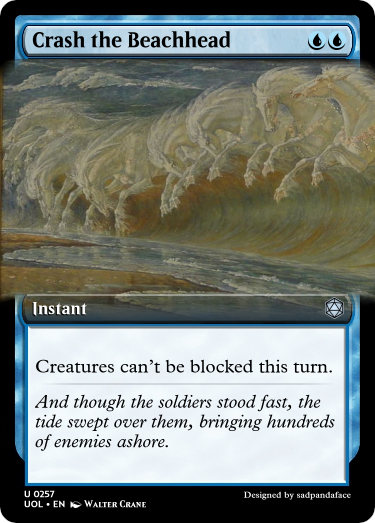 Crash the Beachhead
Instant
Creatures can't be blocked this turn.
And though the soldiers stood fast, the
tide swept over them, bringing hundreds
of enemies ashore.
U 0257
UOL • EN Walter Crane
Designed by sadpandaface